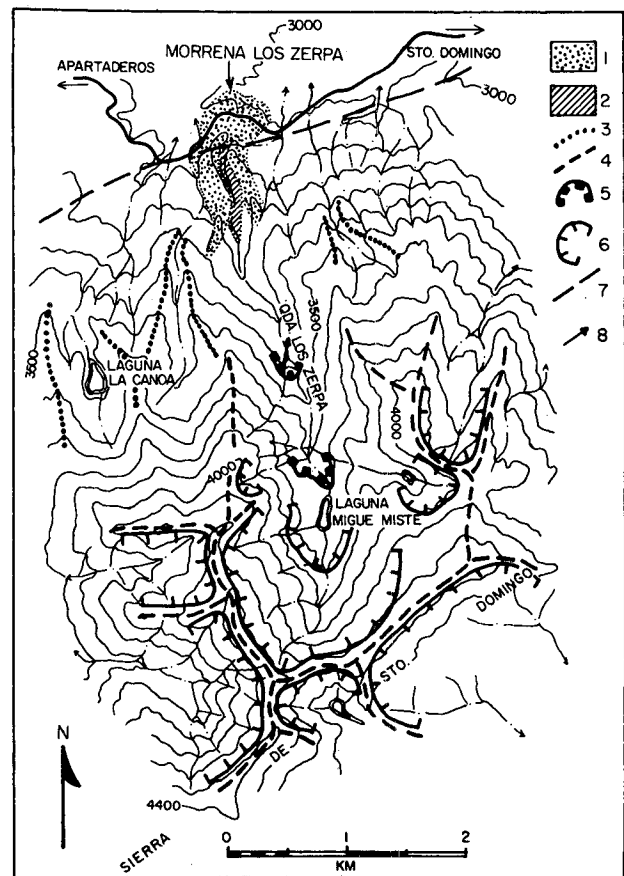 3000
APARTADEROS
MORRENA LOS ZERPA
STO. DOMINGO
3000
1
2
3
4
5
6
7
8
QDA LOS ZERPA
3500
3500
LAGUNA
LA CANOA
4000
4000
LAGUNA
MIGUE MISTE
SIERRA
DE
STO.
DOMINGO
4400
N
0 1 2
KM